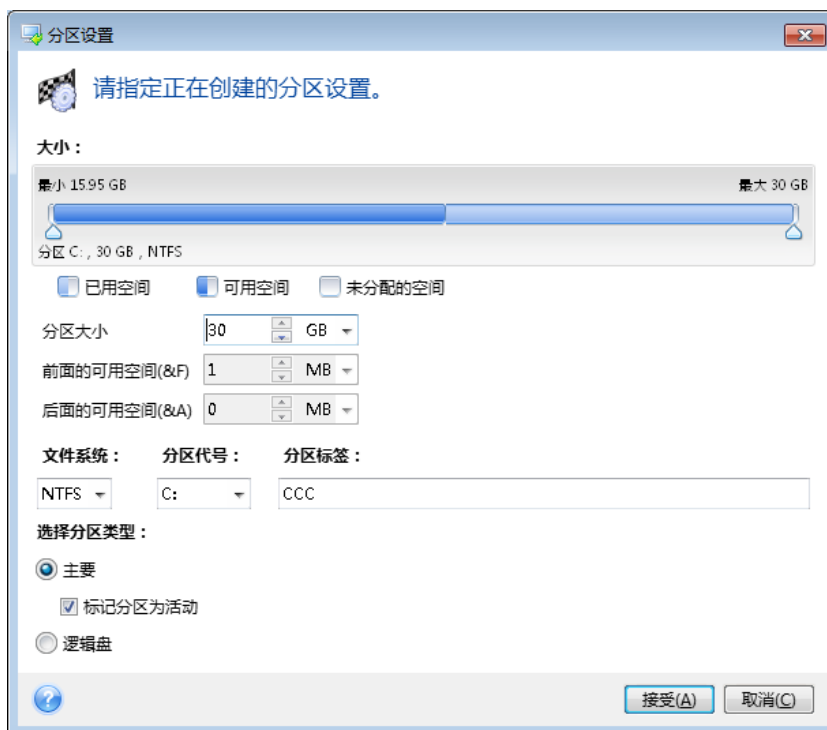 分区设置
请指定正在创建的分区设置。
大小：
最小 15.95 GB 最大 30 GB
分区 C: , 30 GB , NTFS
已用空间 可用空间 未分配的空间
分区大小 30 GB
前面的可用空间(&F) 1 MB
后面的可用空间(&A) 0 MB
文件系统： 分区代号： 分区标签：
NTFS C: CCC
选择分区类型：
主要
标记分区为活动
逻辑盘
? 接受(A) 取消(C)